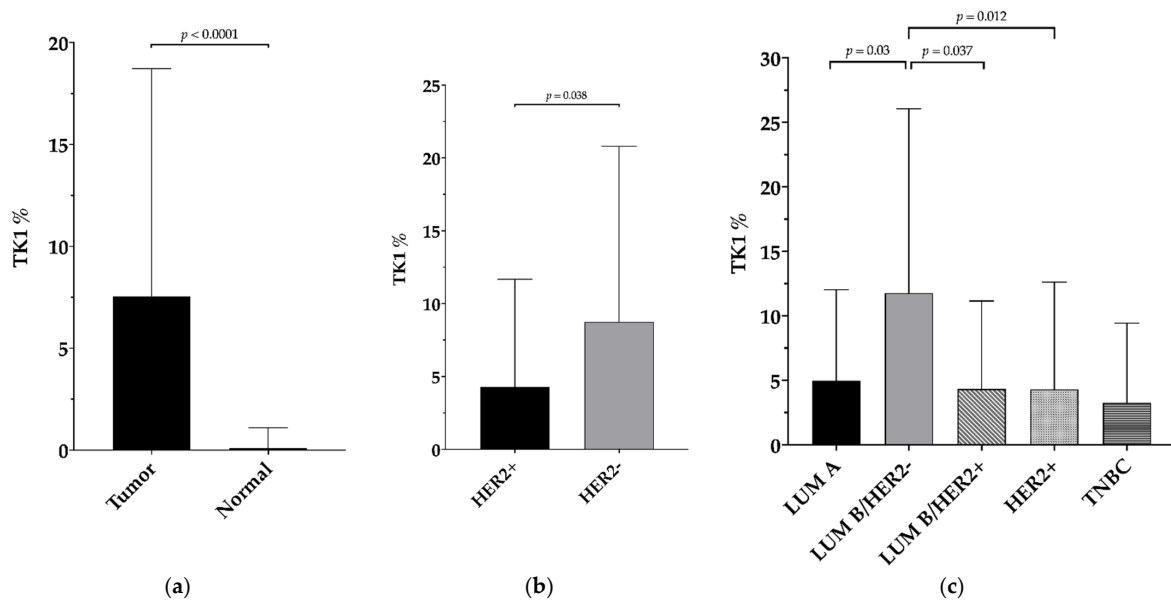 p < 0.0001
TK1 %
20
15
10
5
0
Tumor
Normal
(a)
p = 0.038
TK1 %
25
20
15
10
5
0
HER2+
HER2-
(b)
p = 0.012
p = 0.03
p = 0.037
TK1 %
30
25
20
15
10
5
0
LUM A
LUM B/HER2-
LUM B/HER2+
HER2+
TNBC
(c)